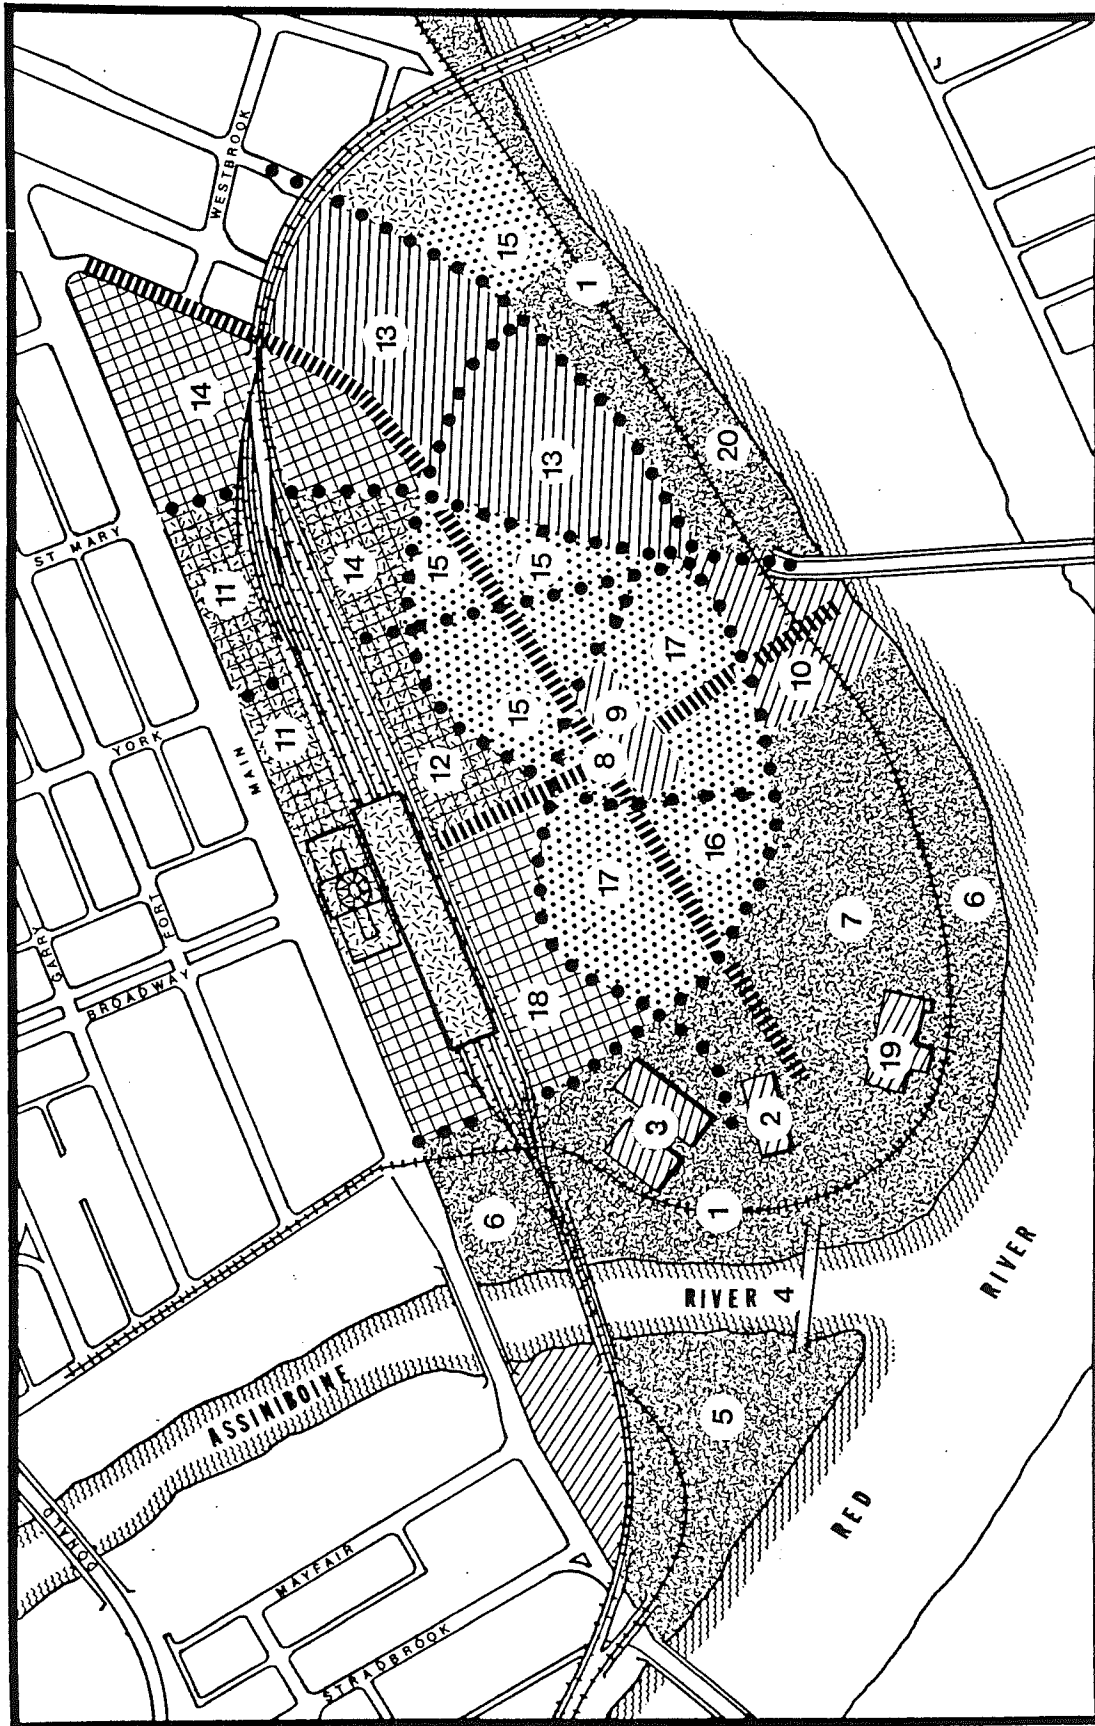 WESTBROOK
ST MARY
YORK
MAIN
GARRY
FORT
BROADWAY
DONALD
ASSINIBOINE
RIVER
RED
RIVER
MAYFAIR
STRADBROOK
14
13
15
1
20
13
11
14
15
15
11
12
15
17
10
9
8
17
16
18
7
6
19
3
2
1
6
4
5